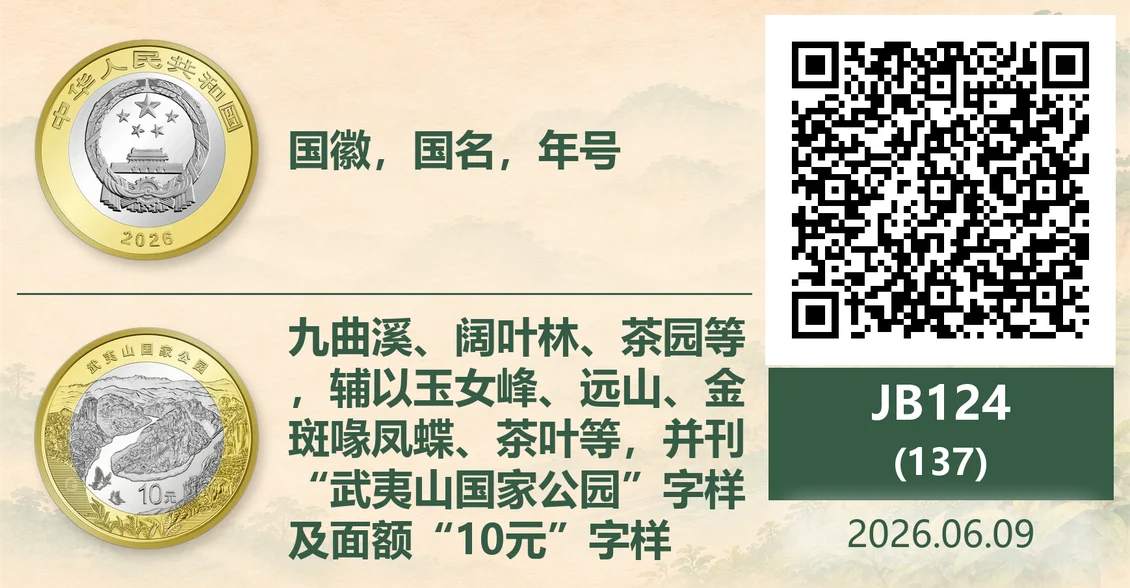 中华人民共和国
2026
国徽，国名，年号
武夷山国家公园
10元
九曲溪、阔叶林、茶园等
，辅以玉女峰、远山、金
斑喙凤蝶、茶叶等，并刊
“武夷山国家公园”字样
及面额“10元”字样
JB124
(137)
2026.06.09